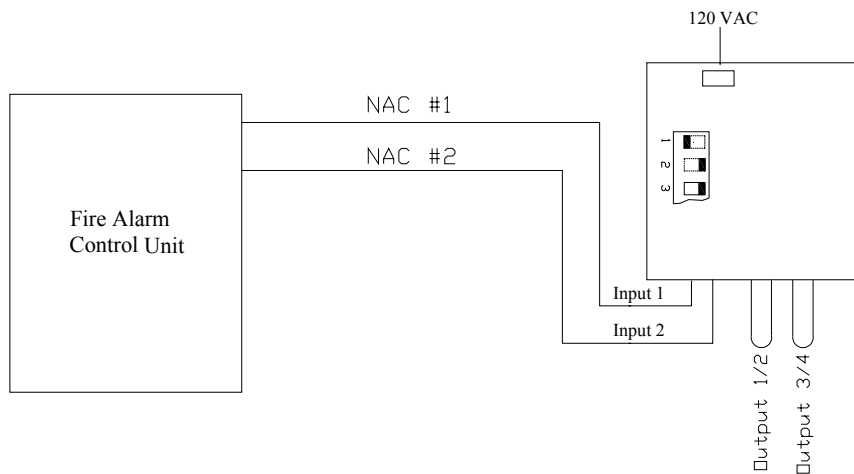 120 VAC
NAC #1
NAC #2
1
2
3
Fire Alarm
Control Unit
Input 1
Input 2
Output 1/2
Output 3/4